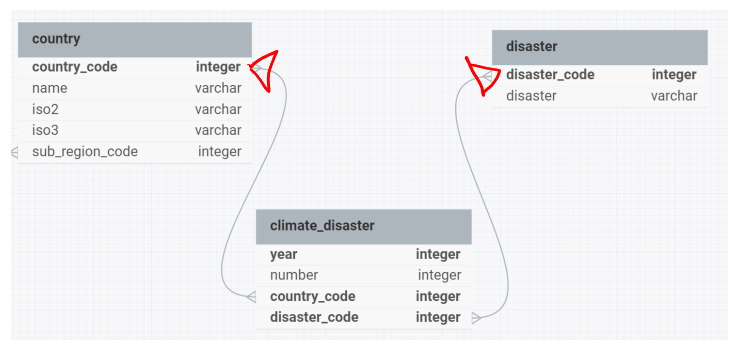 country
country_code integer
name varchar
iso2 varchar
iso3 varchar
sub_region_code integer
disaster
disaster_code integer
disaster varchar
climate_disaster
year integer
number integer
country_code integer
disaster_code integer